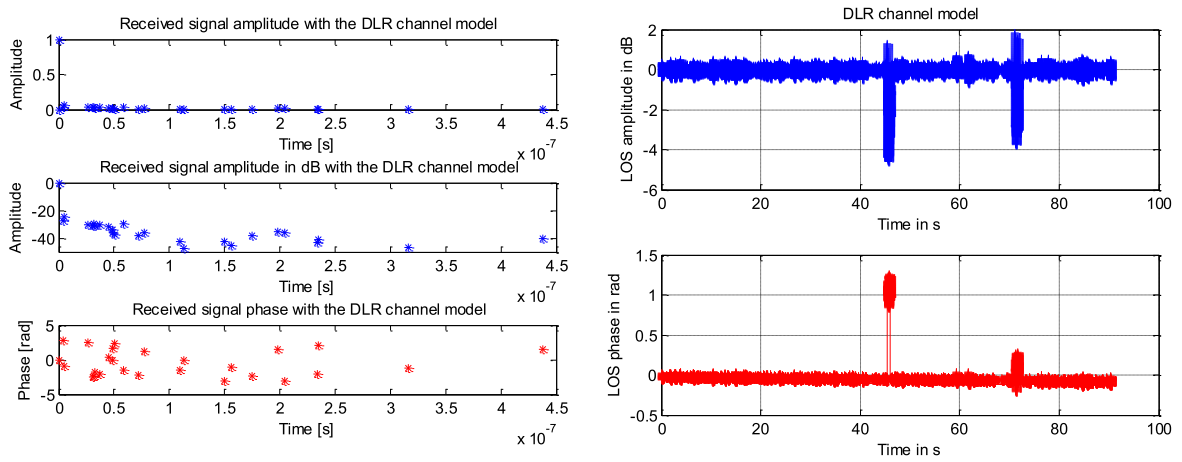 Received signal amplitude with the DLR channel model
Amplitude
1
0.5
0
0 0.5 1 1.5 2 2.5 3 3.5 4 4.5
Time [s]
x 10-7
Received signal amplitude in dB with the DLR channel model
Amplitude
0
-20
-40
0 0.5 1 1.5 2 2.5 3 3.5 4 4.5
Time [s]
x 10-7
Received signal phase with the DLR channel model
Phase [rad]
5
0
-5
0 0.5 1 1.5 2 2.5 3 3.5 4 4.5
Time [s]
x 10-7
DLR channel model
LOS amplitude in dB
2
0
-2
-4
-6
0 20 40 60 80 100
Time in s
LOS phase in rad
1.5
1
0.5
0
-0.5
0 20 40 60 80 100
Time in s